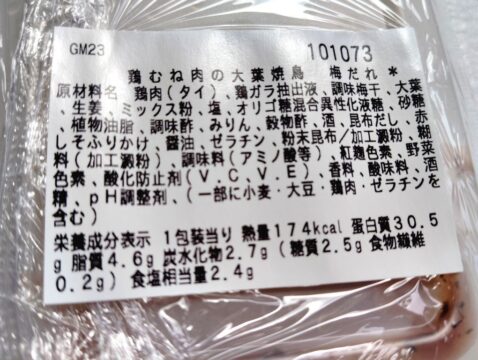 GM23 101073
鶏むね肉の大葉焼鳥 梅だれ *
原材料名 鶏肉(タイ)、鶏ガラ抽出液、調味梅干、大葉
、生姜、ミックス粉、塩、オリゴ糖混合異性化液糖、砂糖
、植物油脂、調味酢、みりん、穀物酢、酒、昆布だし、赤
しそふりかけ、醤油、ゼラチン、粉末昆布/加工澱粉、糊
料(加工澱粉)、調味料(アミノ酸等)、紅麹色素、野菜
色素、酸化防止剤(V.C、V.E)、香料、酸味料、酒
精、pH調整剤、(一部に小麦・大豆・鶏肉・ゼラチンを
含む)
栄養成分表示 1包装当り 熱量174kcal 蛋白質30.5
g 脂質4.6g 炭水化物2.7g(糖質2.5g 食物繊維
0.2g) 食塩相当量2.4g